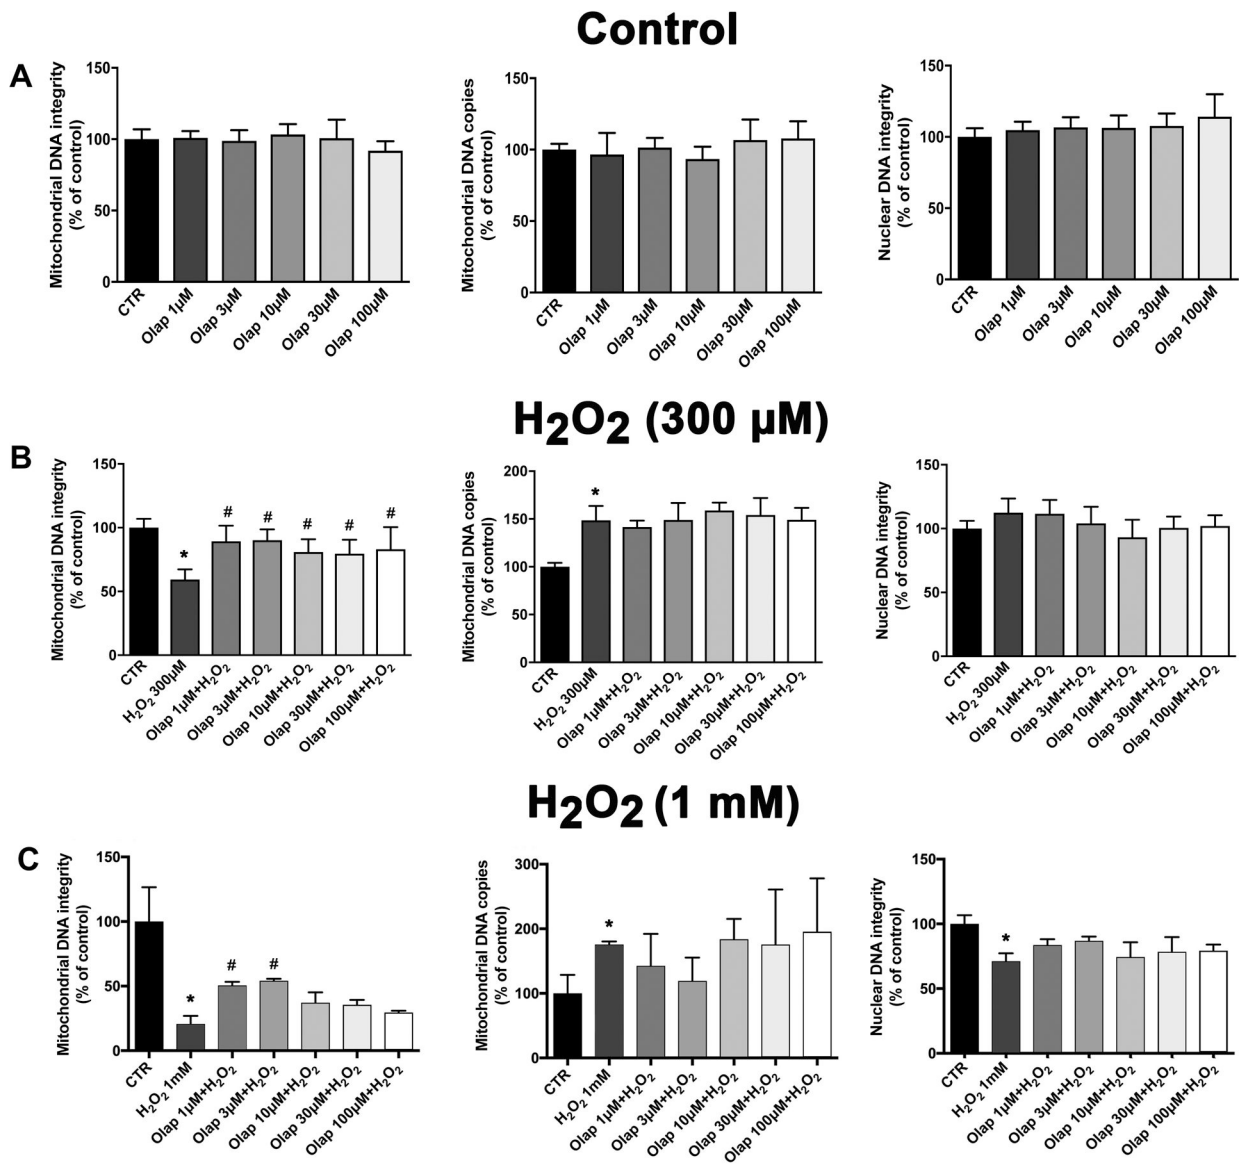 Control
A
Mitochondrial DNA integrity
(% of control)
150
100
50
0
CTR
Olap 1μM
Olap 3μM
Olap 10μM
Olap 30μM
Olap 100μM
Mitochondrial DNA copies
(% of control)
150
100
50
0
CTR
Olap 1μM
Olap 3μM
Olap 10μM
Olap 30μM
Olap 100μM
Nuclear DNA integrity
(% of control)
150
100
50
0
CTR
Olap 1μM
Olap 3μM
Olap 10μM
Olap 30μM
Olap 100μM
H₂O₂ (300 μM)
B
Mitochondrial DNA integrity
(% of control)
150
100
50
0
*
#
#
#
#
#
CTR
H₂O₂ 300μM
Olap 1μM+H₂O₂
Olap 3μM+H₂O₂
Olap 10μM+H₂O₂
Olap 30μM+H₂O₂
Olap 100μM+H₂O₂
Mitochondrial DNA copies
(% of control)
200
150
100
50
0
*
CTR
H₂O₂ 300μM
Olap 1μM+H₂O₂
Olap 3μM+H₂O₂
Olap 10μM+H₂O₂
Olap 30μM+H₂O₂
Olap 100μM+H₂O₂
Nuclear DNA integrity
(% of control)
150
100
50
0
CTR
H₂O₂ 300μM
Olap 1μM+H₂O₂
Olap 3μM+H₂O₂
Olap 10μM+H₂O₂
Olap 30μM+H₂O₂
Olap 100μM+H₂O₂
H₂O₂ (1 mM)
C
Mitochondrial DNA integrity
(% of control)
150
100
50
0
*
#
#
CTR
H₂O₂ 1mM
Olap 1μM+H₂O₂
Olap 3μM+H₂O₂
Olap 10μM+H₂O₂
Olap 30μM+H₂O₂
Olap 100μM+H₂O₂
Mitochondrial DNA copies
(% of control)
300
200
100
0
*
CTR
H₂O₂ 1mM
Olap 1μM+H₂O₂
Olap 3μM+H₂O₂
Olap 10μM+H₂O₂
Olap 30μM+H₂O₂
Olap 100μM+H₂O₂
Nuclear DNA integrity
(% of control)
150
100
50
0
*
CTR
H₂O₂ 1mM
Olap 1μM+H₂O₂
Olap 3μM+H₂O₂
Olap 10μM+H₂O₂
Olap 30μM+H₂O₂
Olap 100μM+H₂O₂